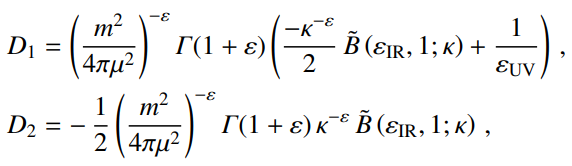 D₁ = (m²/4πμ²)^{−ε} Γ(1 + ε) (−κ^{−ε}/2 B̃ (ε_IR, 1; κ) + 1/ε_UV) ,
D₂ = − 1/2 (m²/4πμ²)^{−ε} Γ(1 + ε) κ^{−ε} B̃ (ε_IR, 1; κ) ,